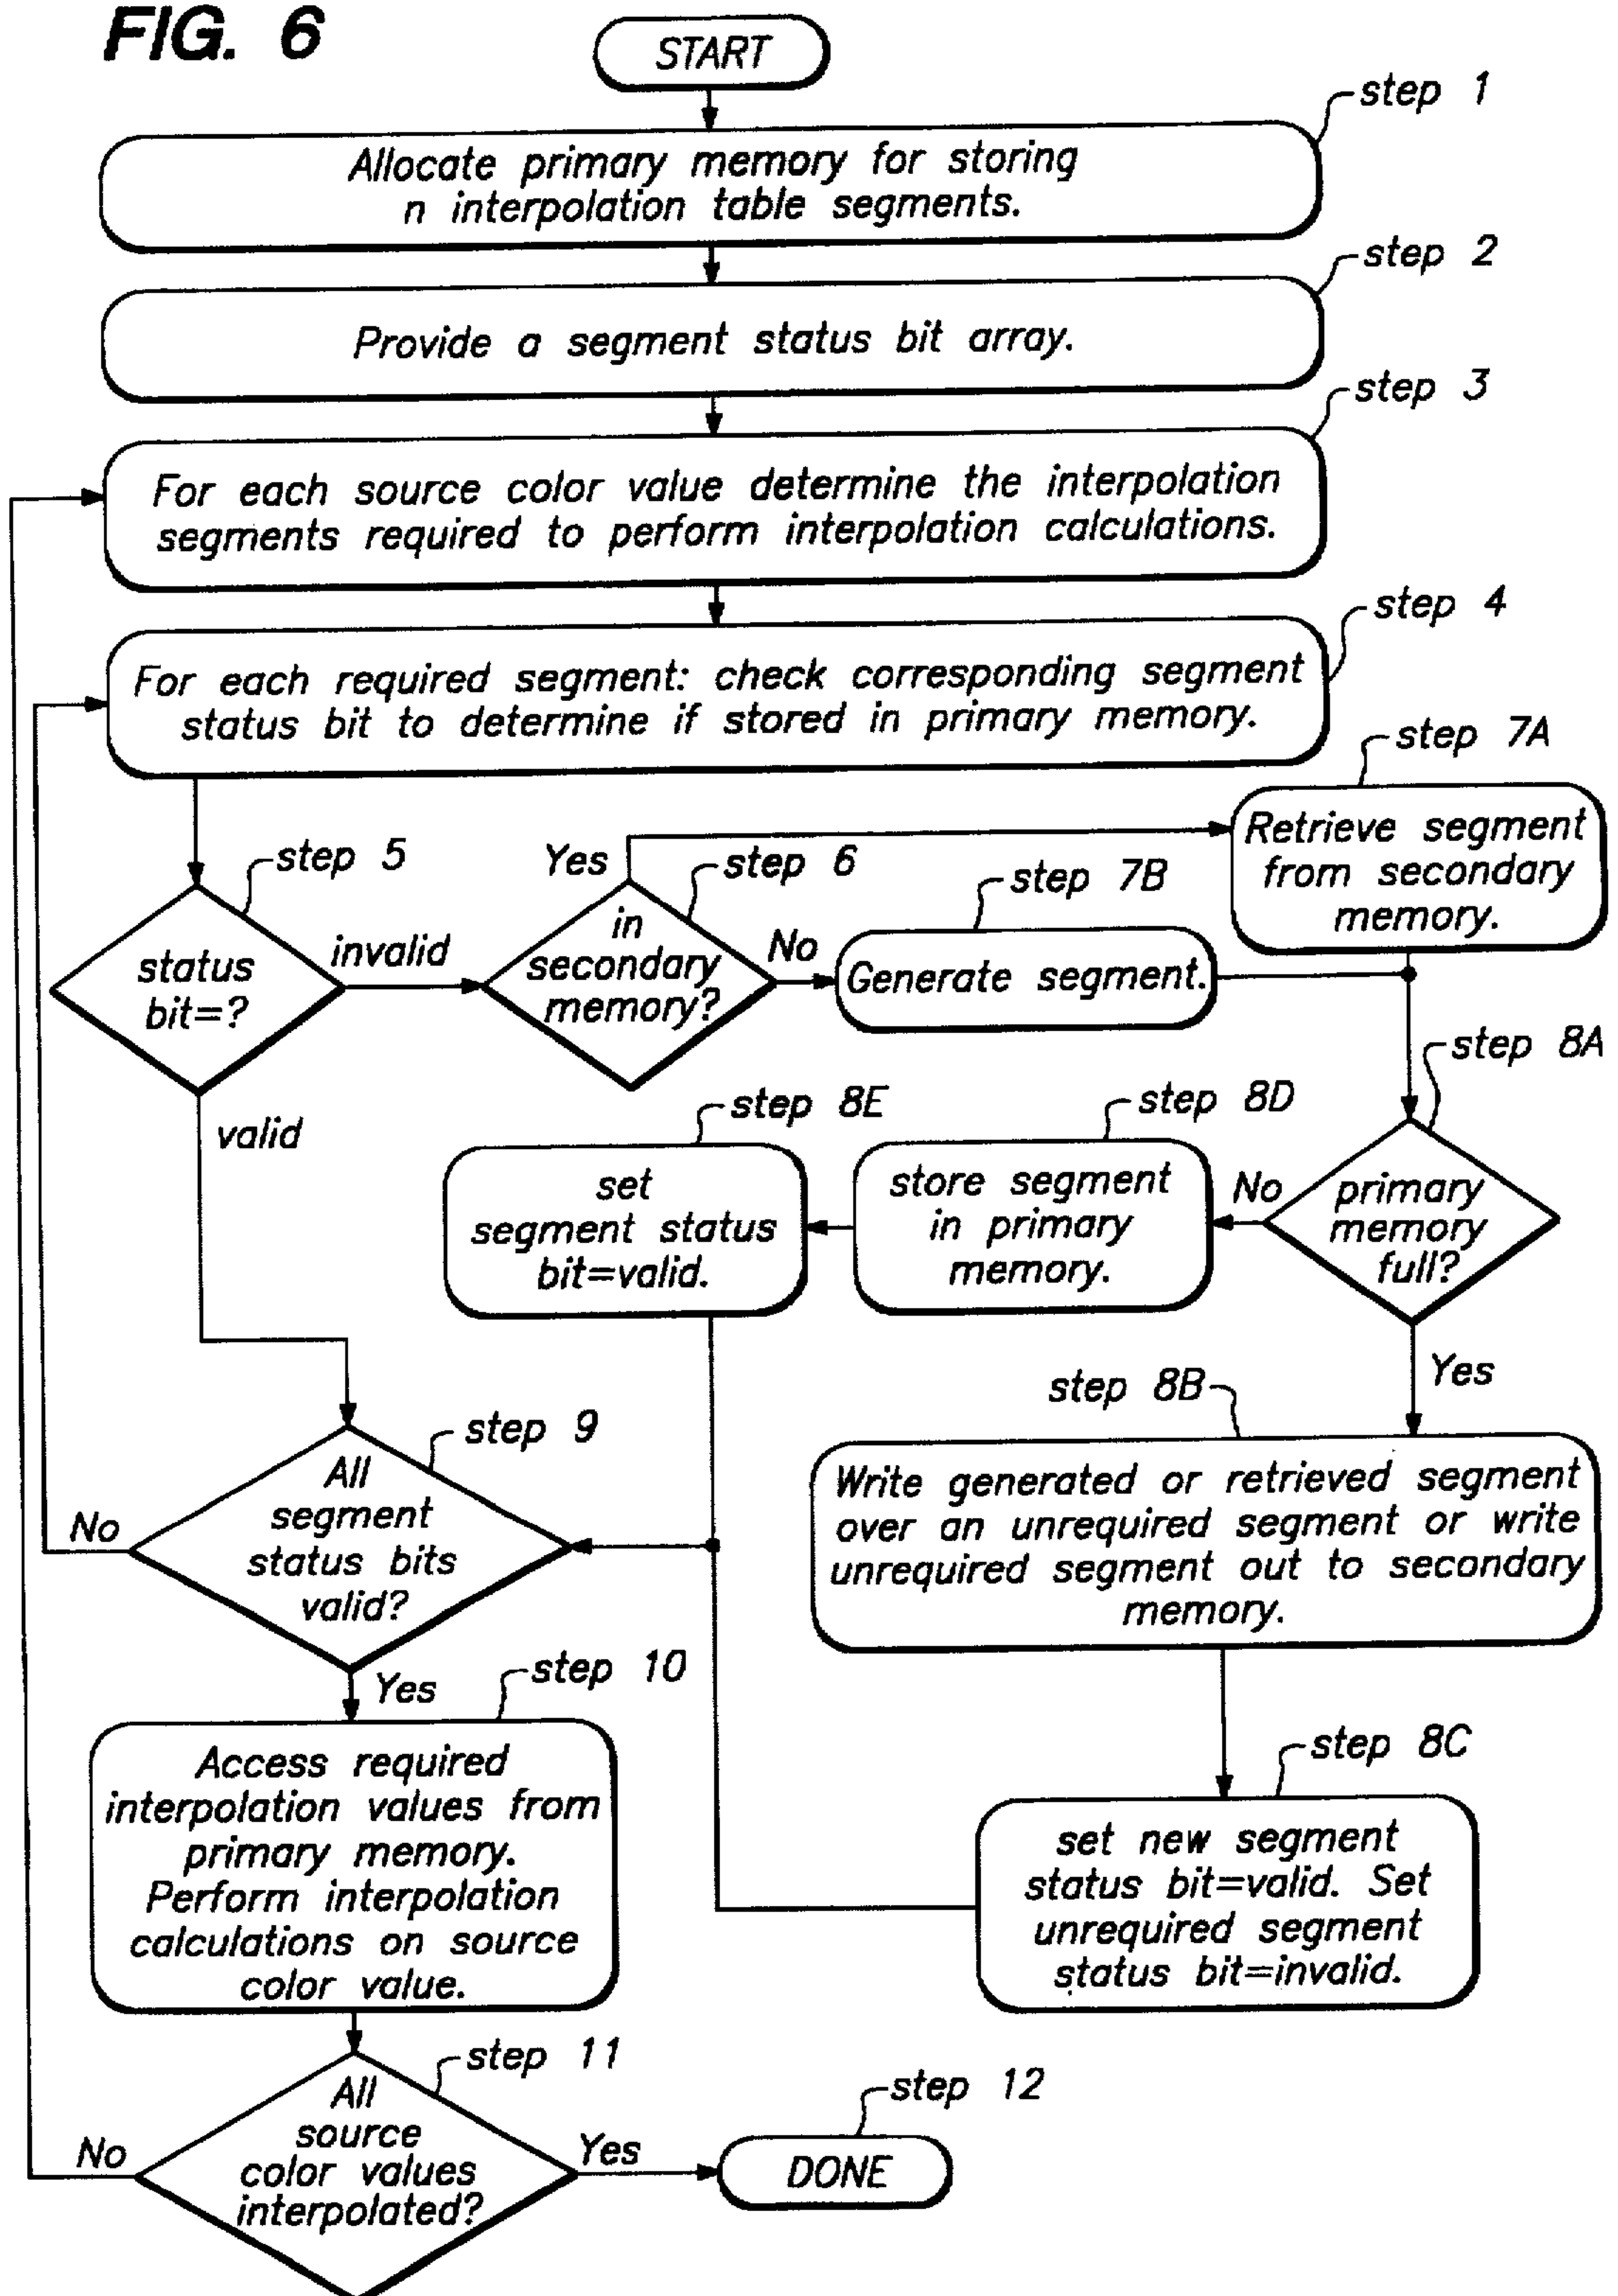 FIG. 6
START
step 1
Allocate primary memory for storing
n interpolation table segments.
step 2
Provide a segment status bit array.
step 3
For each source color value determine the interpolation
segments required to perform interpolation calculations.
step 4
For each required segment: check corresponding segment
status bit to determine if stored in primary memory.
step 7A
Retrieve segment
from secondary
memory.
step 5
status
bit=?
invalid
valid
Yes
step 6
in
secondary
memory?
No
step 7B
Generate segment.
step 8A
primary
memory
full?
No
Yes
step 8D
store segment
in primary
memory.
step 8E
set
segment status
bit=valid.
step 8B
Write generated or retrieved segment
over an unrequired segment or write
unrequired segment out to secondary
memory.
step 8C
set new segment
status bit=valid. Set
unrequired segment
status bit=invalid.
step 9
All
segment
status bits
valid?
No
Yes
step 10
Access required
interpolation values from
primary memory.
Perform interpolation
calculations on source
color value.
step 11
All
source
color values
interpolated?
No
Yes
step 12
DONE